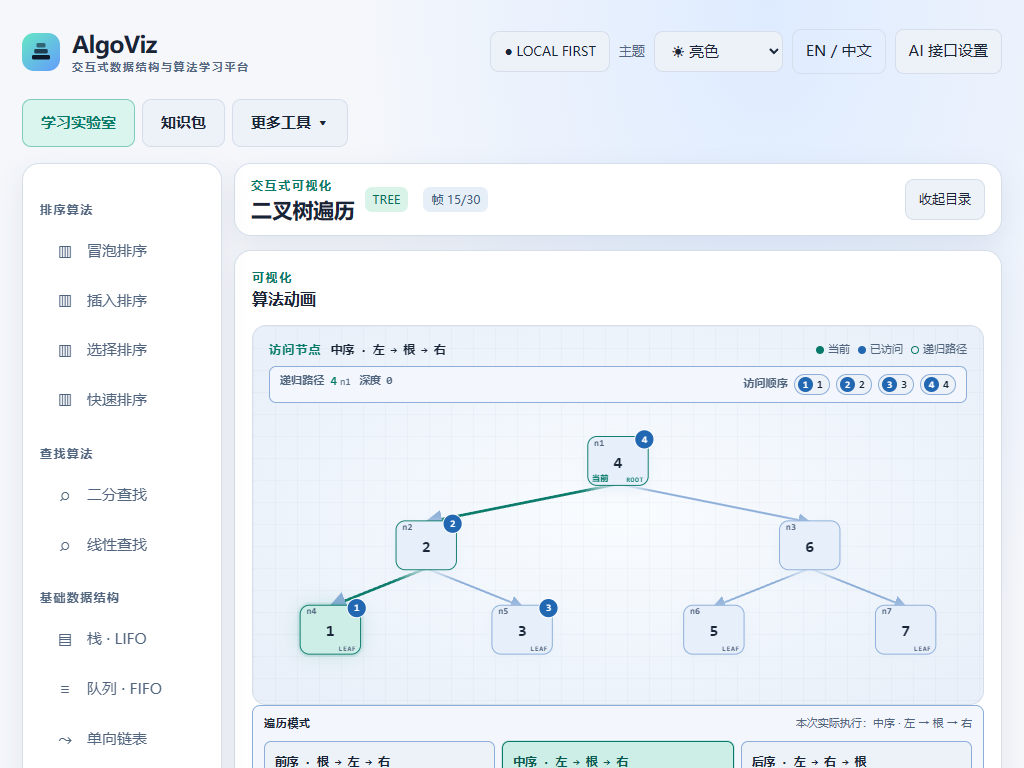 AlgoViz
交互式数据结构与算法学习平台
● LOCAL FIRST
主题
☀ 亮色
EN / 中文
AI 接口设置
学习实验室
知识包
更多工具 ▾
排序算法
冒泡排序
插入排序
选择排序
快速排序
查找算法
二分查找
线性查找
基础数据结构
栈 · LIFO
队列 · FIFO
单向链表
交互式可视化
二叉树遍历
TREE
帧 15/30
收起目录
可视化
算法动画
访问节点 中序 · 左 → 根 → 右
当前 已访问 递归路径
递归路径 4 n1 深度 0
访问顺序 1 1 2 2 3 3 4 4
n1 4
4
当前 ROOT
n2 2
2
n3
6
n4 1
1
LEAF
n5 3
3
LEAF
n6
5
LEAF
n7
7
LEAF
遍历模式
本次实际执行：中序 · 左 → 根 → 右
前序 · 根 → 左 → 右
中序 · 左 → 根 → 右
后序 · 左 → 右 → 根